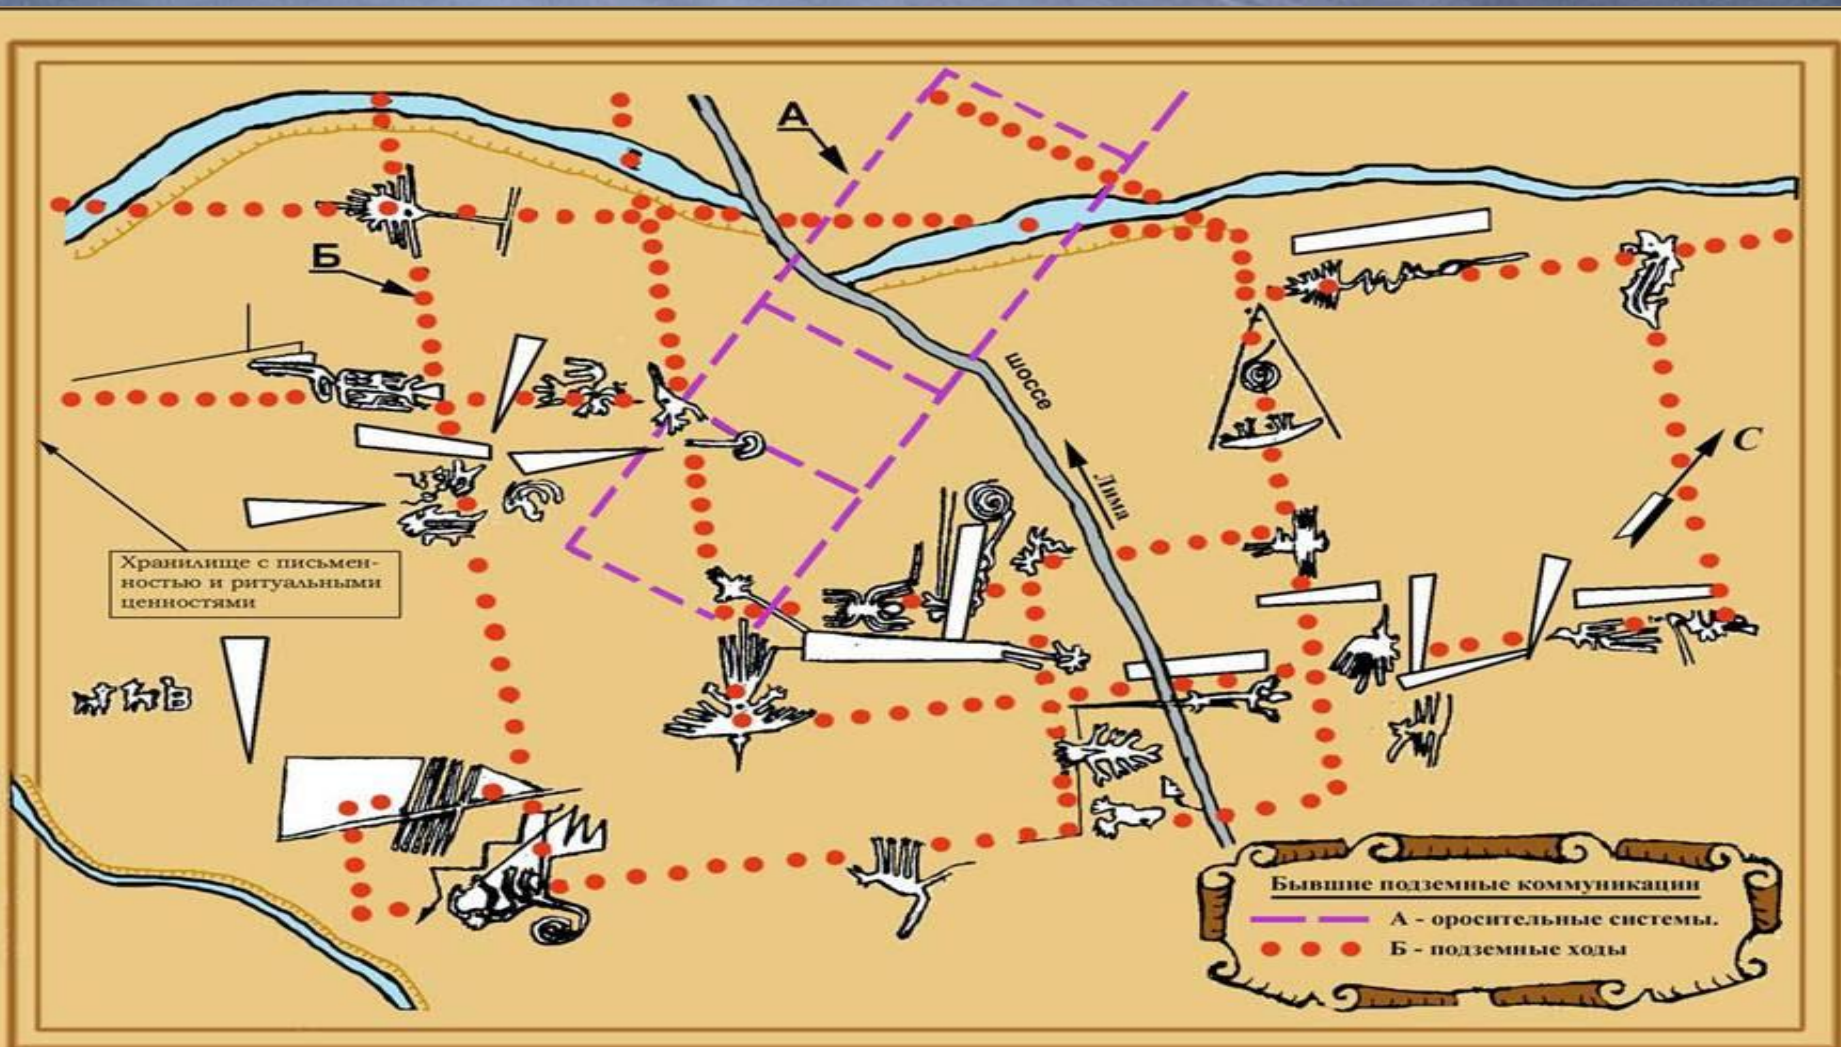 А
Б
шоссе
Лима
С
Хранилище с письмен-
ностью и ритуальными
ценностями
В
Бывшие подземные коммуникации
А - оросительные системы.
Б - подземные ходы